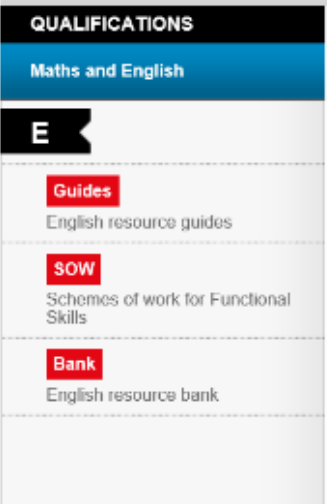 QUALIFICATIONS
Maths and English
E
Guides
English resource guides
SOW
Schemes of work for Functional
Skills
Bank
English resource bank